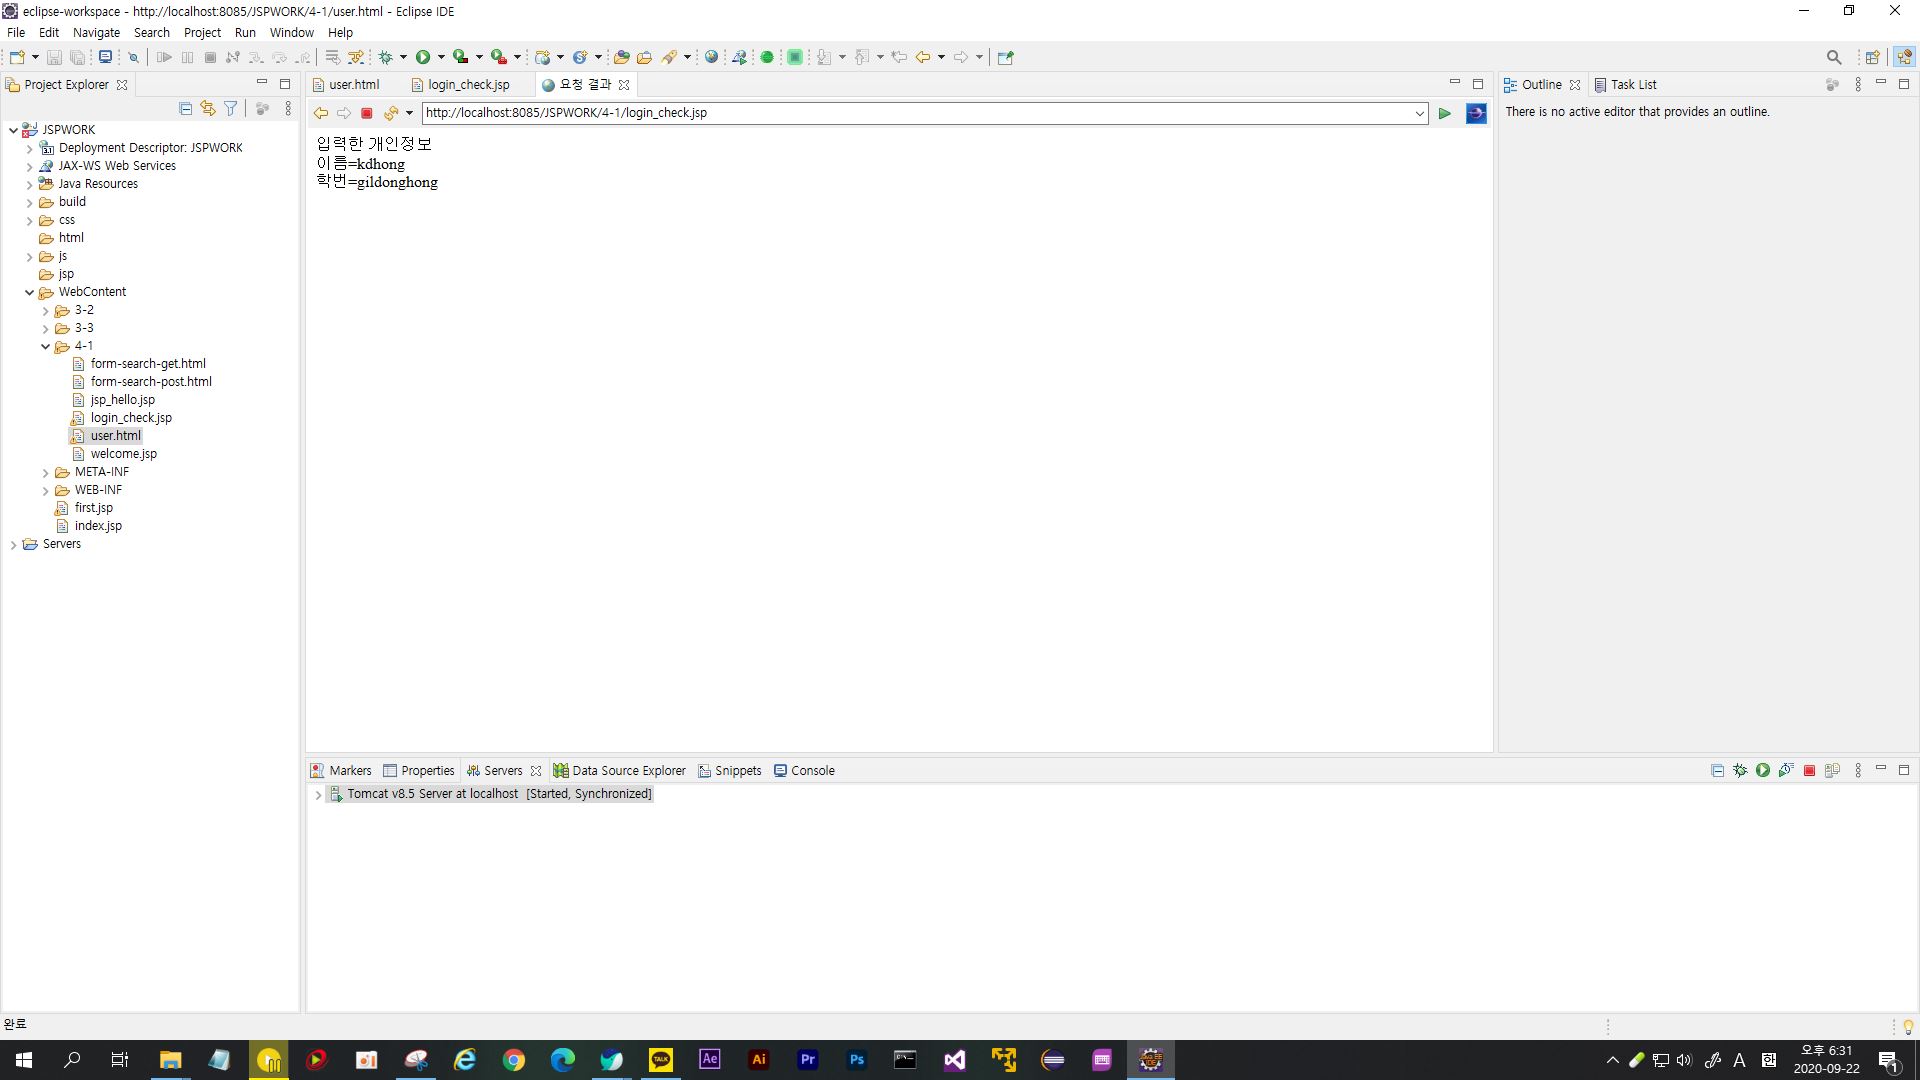 eclipse-workspace - http://localhost:8085/JSPWORK/4-1/user.html - Eclipse IDE
File Edit Navigate Search Project Run Window Help
Project Explorer
user.html login_check.jsp 요청 결과
Outline Task List
http://localhost:8085/JSPWORK/4-1/login_check.jsp
There is no active editor that provides an outline.
JSPWORK
Deployment Descriptor: JSPWORK
JAX-WS Web Services
Java Resources
build
css
html
js
jsp
WebContent
3-2
3-3
4-1
form-search-get.html
form-search-post.html
jsp_hello.jsp
login_check.jsp
user.html
welcome.jsp
META-INF
WEB-INF
first.jsp
index.jsp
Servers
입력한 개인정보
이름=kdhong
학번=gildonghong
Markers Properties Servers Data Source Explorer Snippets Console
Tomcat v8.5 Server at localhost [Started, Synchronized]
완료
TALK Ae Ai Pr Ps A 한
오후 6:31
2020-09-22
1